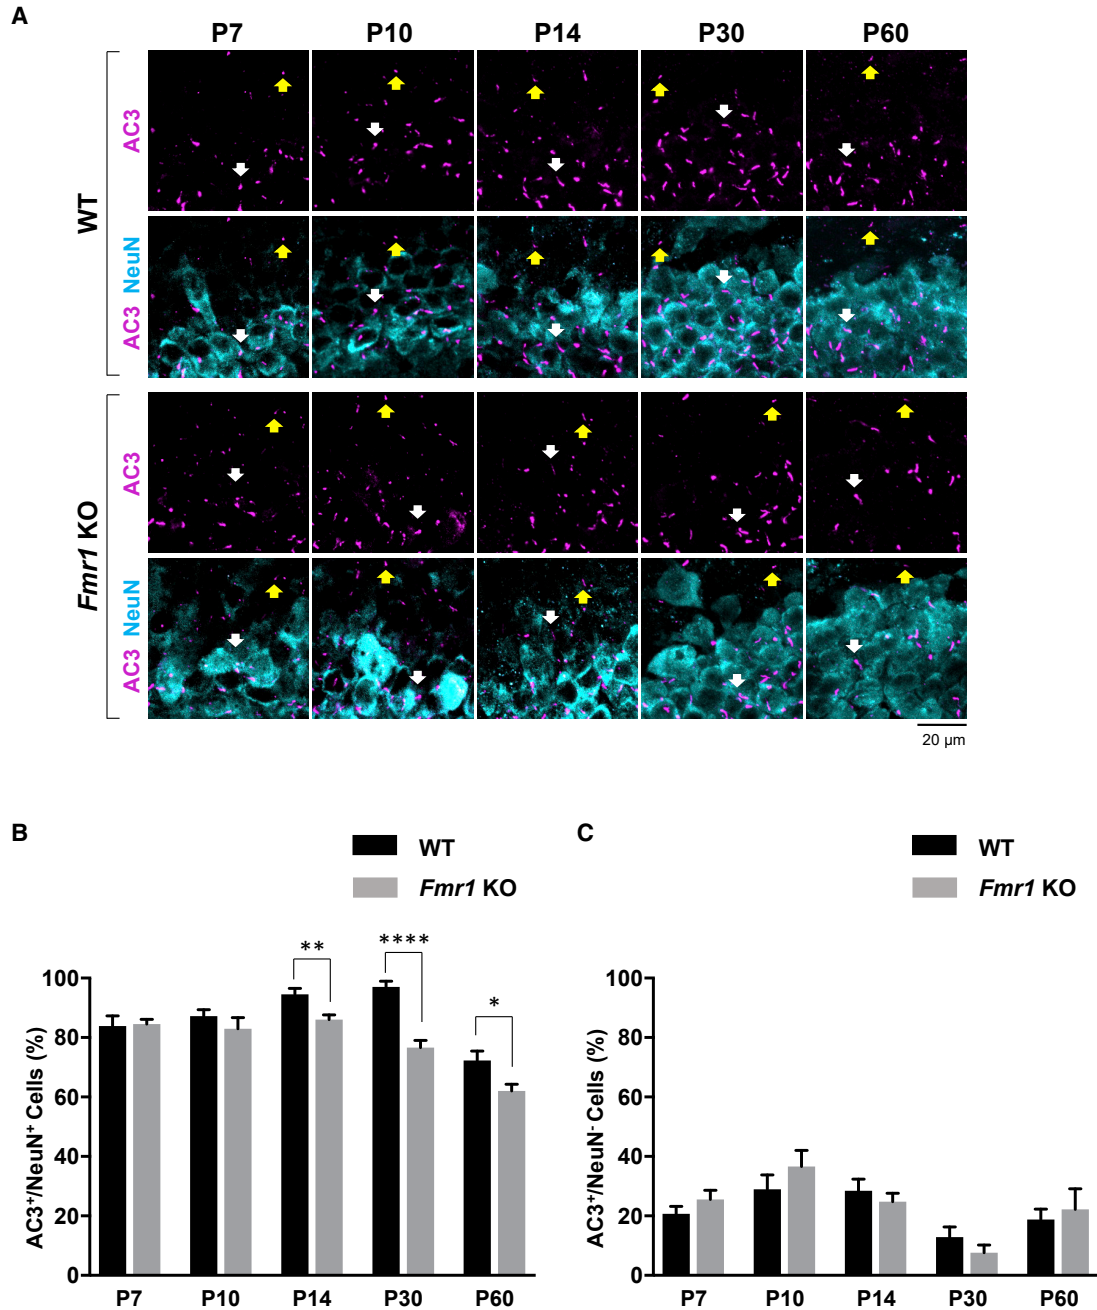 A
P7 P10 P14 P30 P60
WT
AC3
AC3 NeuN
Fmr1 KO
AC3
AC3 NeuN
20 µm
B
WT
Fmr1 KO
AC3⁺/NeuN⁺ Cells (%)
100
80
60
40
20
0
** **** *
P7 P10 P14 P30 P60
C
WT
Fmr1 KO
AC3⁺/NeuN⁻ Cells (%)
100
80
60
40
20
0
P7 P10 P14 P30 P60